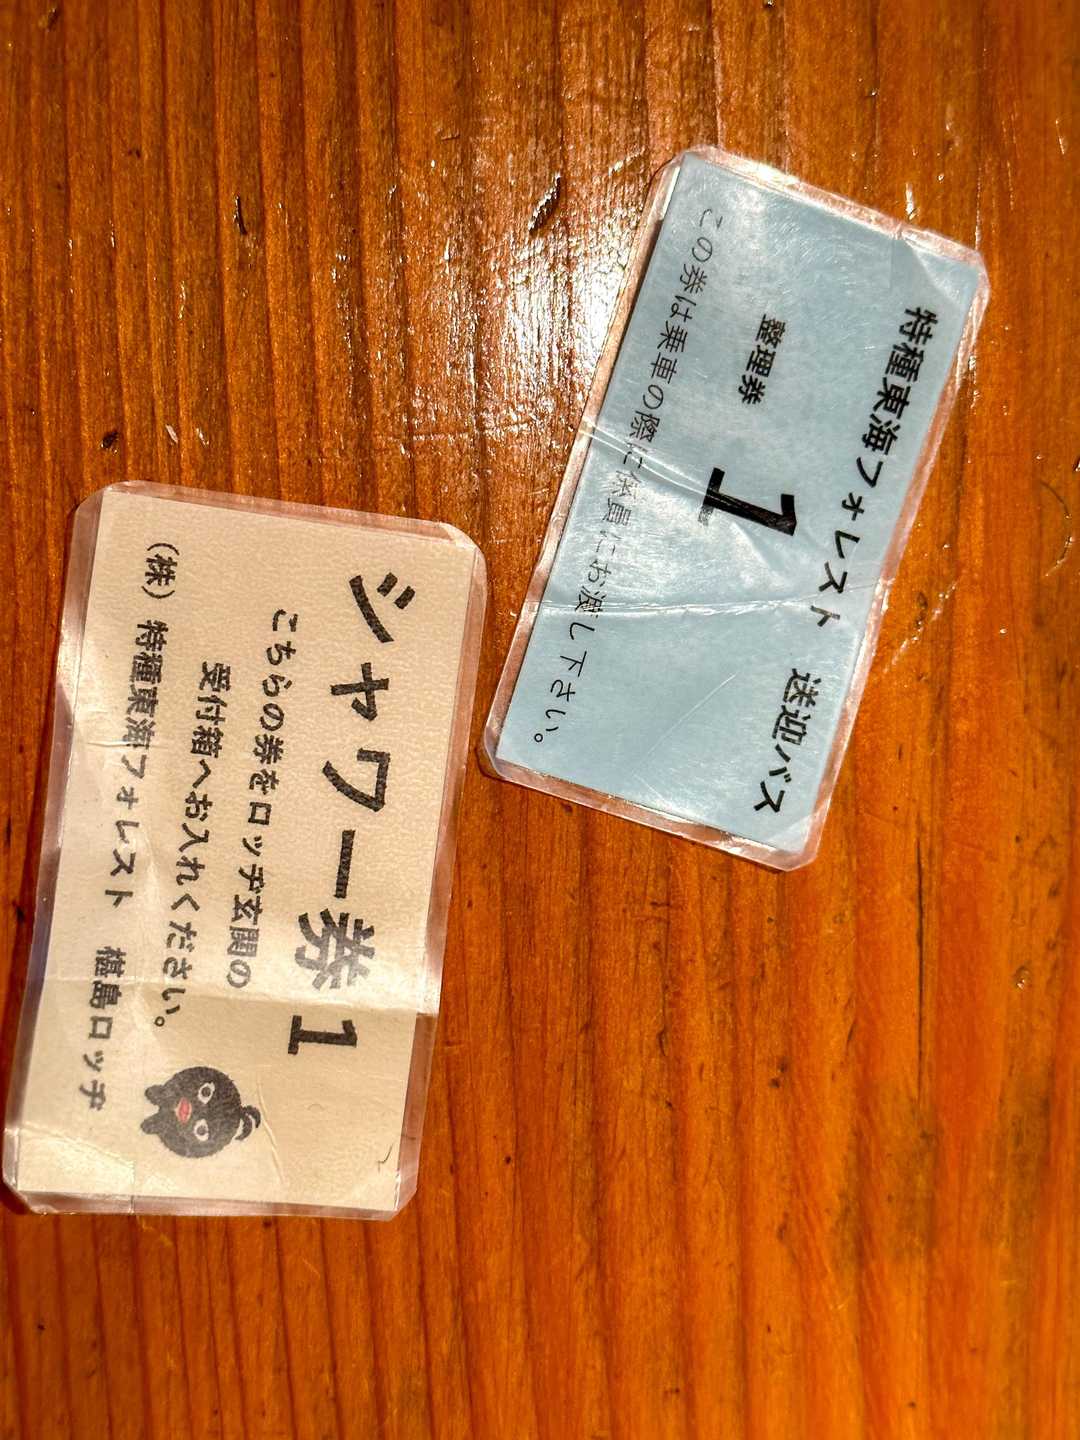 シャワー券 1
こちらの券をロッヂ玄関の
受付箱へお入れください。
(株) 特種東海フォレスト 椹島ロッヂ
特種東海フォレスト 送迎バス
整理券 1
この券は乗車の際に係員にお渡し下さい。